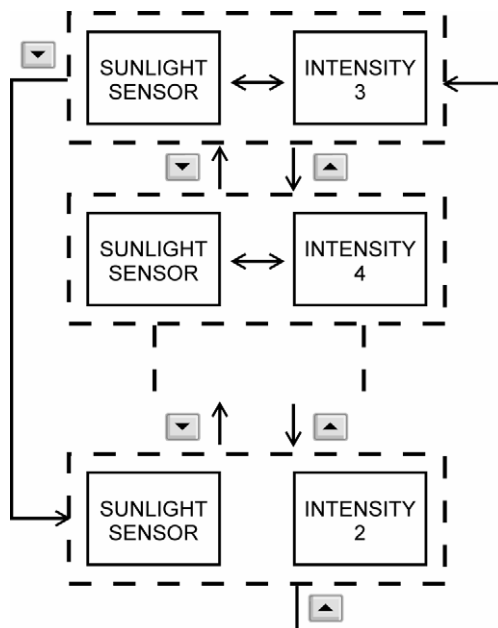 SUNLIGHT
SENSOR
INTENSITY
3
SUNLIGHT
SENSOR
INTENSITY
4
SUNLIGHT
SENSOR
INTENSITY
2